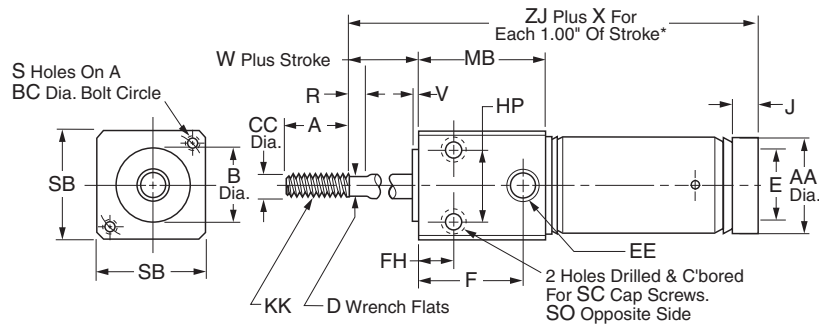 ZJ Plus X For
Each 1.00" Of Stroke*
W Plus Stroke
MB
S Holes On A
BC Dia. Bolt Circle
R
V
J
HP
CC
Dia.
A
SB
B
Dia.
E
AA
Dia.
EE
FH
F
SB
KK
D Wrench Flats
2 Holes Drilled & C'bored
For SC Cap Screws.
SO Opposite Side